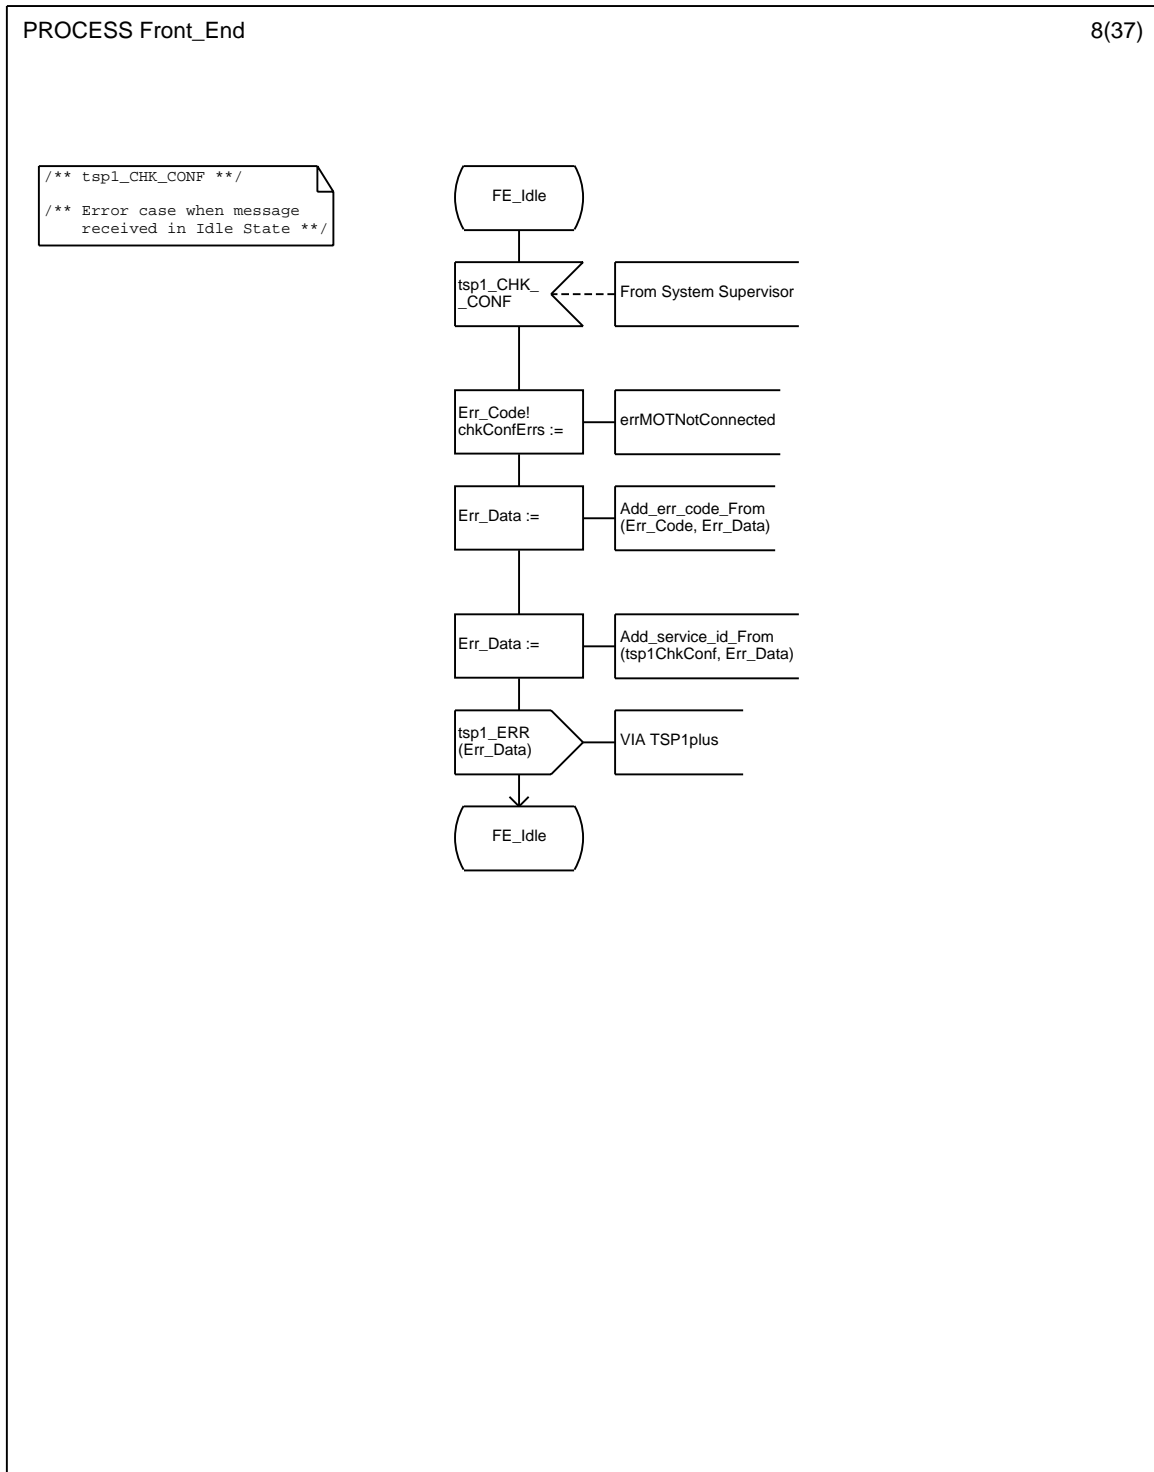 PROCESS Front_End
8(37)
/** tsp1_CHK_CONF **/
/** Error case when message
received in Idle State **/
FE_Idle
tsp1_CHK_
_CONF
From System Supervisor
Err_Code!
chkConfErrs :=
errMOTNotConnected
Err_Data :=
Add_err_code_From
(Err_Code, Err_Data)
Err_Data :=
Add_service_id_From
(tsp1ChkConf, Err_Data)
tsp1_ERR
(Err_Data)
VIA TSP1plus
FE_Idle